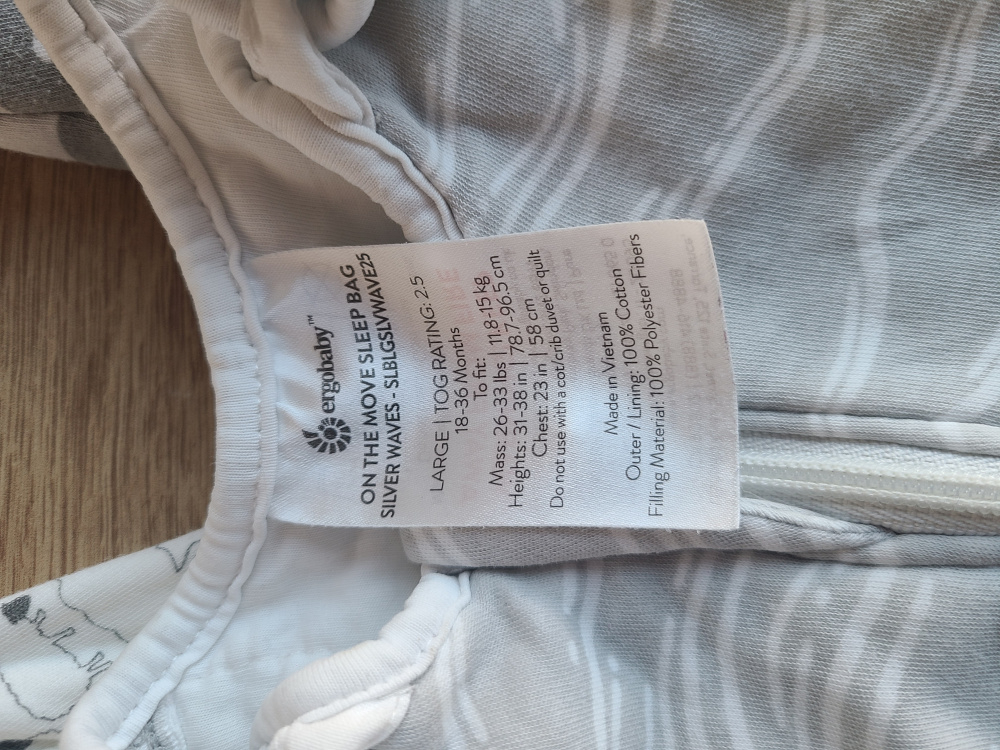 ergobaby™
ON THE MOVE SLEEP BAG
SILVER WAVES - SLBLGSLVWAVE25
LARGE | TOG RATING: 2.5
18-36 Months
To fit:
Mass: 26-33 lbs | 11.8-15 kg
Heights: 31-38 in | 78.7-96.5 cm
Chest: 23 in | 58 cm
Do not use with a cot/crib duvet or quilt
Made in Vietnam
Outer / Lining: 100% Cotton
Filling Material: 100% Polyester Fibers